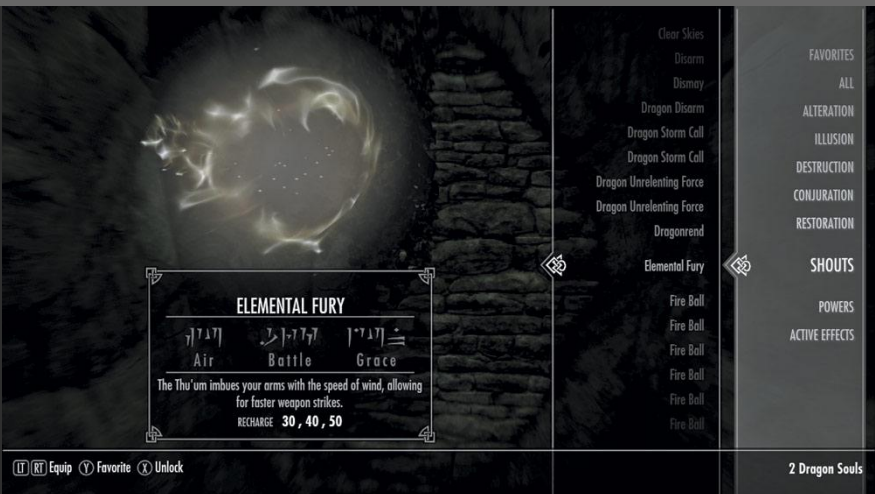 Clear Skies
Disarm
Dismay
Dragon Disarm
Dragon Storm Call
Dragon Storm Call
Dragon Unrelenting Force
Dragon Unrelenting Force
Dragonrend
Elemental Fury
Fire Ball
Fire Ball
Fire Ball
Fire Ball
Fire Ball
Fire Ball
FAVORITES
ALL
ALTERATION
ILLUSION
DESTRUCTION
CONJURATION
RESTORATION
SHOUTS
POWERS
ACTIVE EFFECTS
ELEMENTAL FURY
Air Battle Grace
The Thu'um imbues your arms with the speed of wind, allowing
for faster weapon strikes.
RECHARGE 30, 40, 50
LT RT Equip Y Favorite X Unlock
2 Dragon Souls